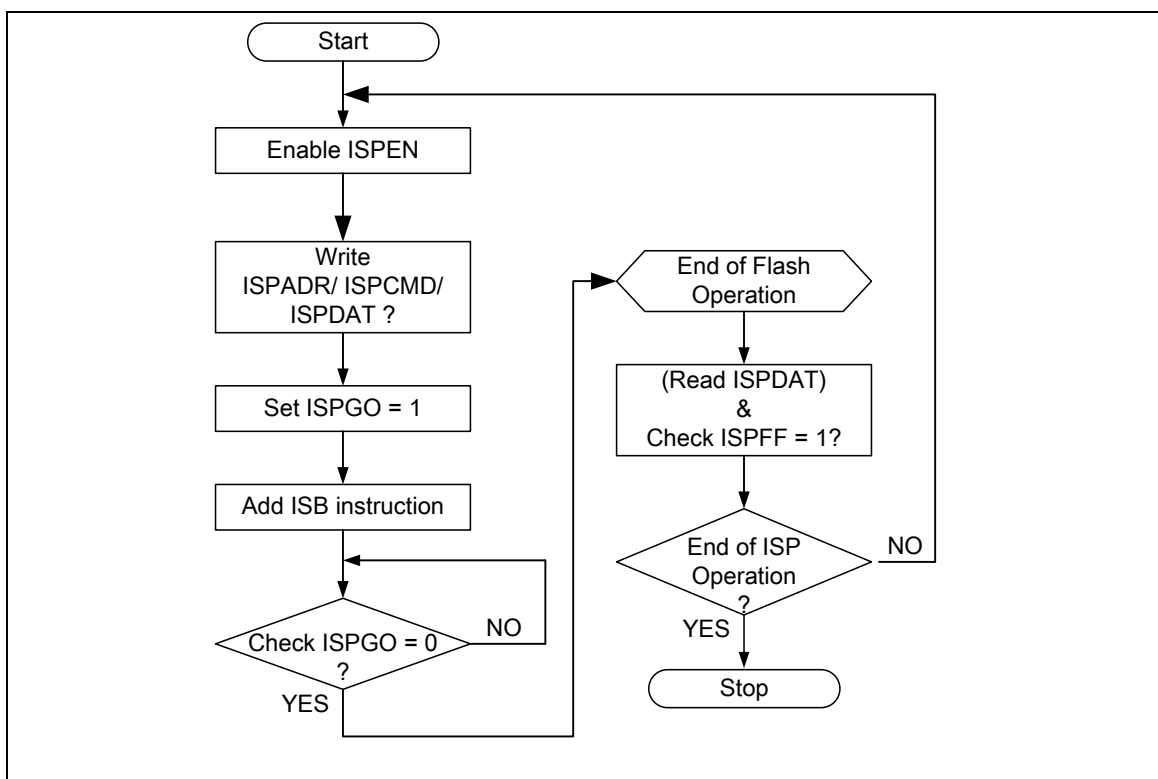 Start
Enable ISPEN
Write
ISPADR/ ISPCMD/
ISPDAT ?
Set ISPGO = 1
Add ISB instruction
Check ISPGO = 0
?
NO
YES
End of Flash
Operation
(Read ISPDAT)
&
Check ISPFF = 1?
End of ISP
Operation
?
NO
YES
Stop